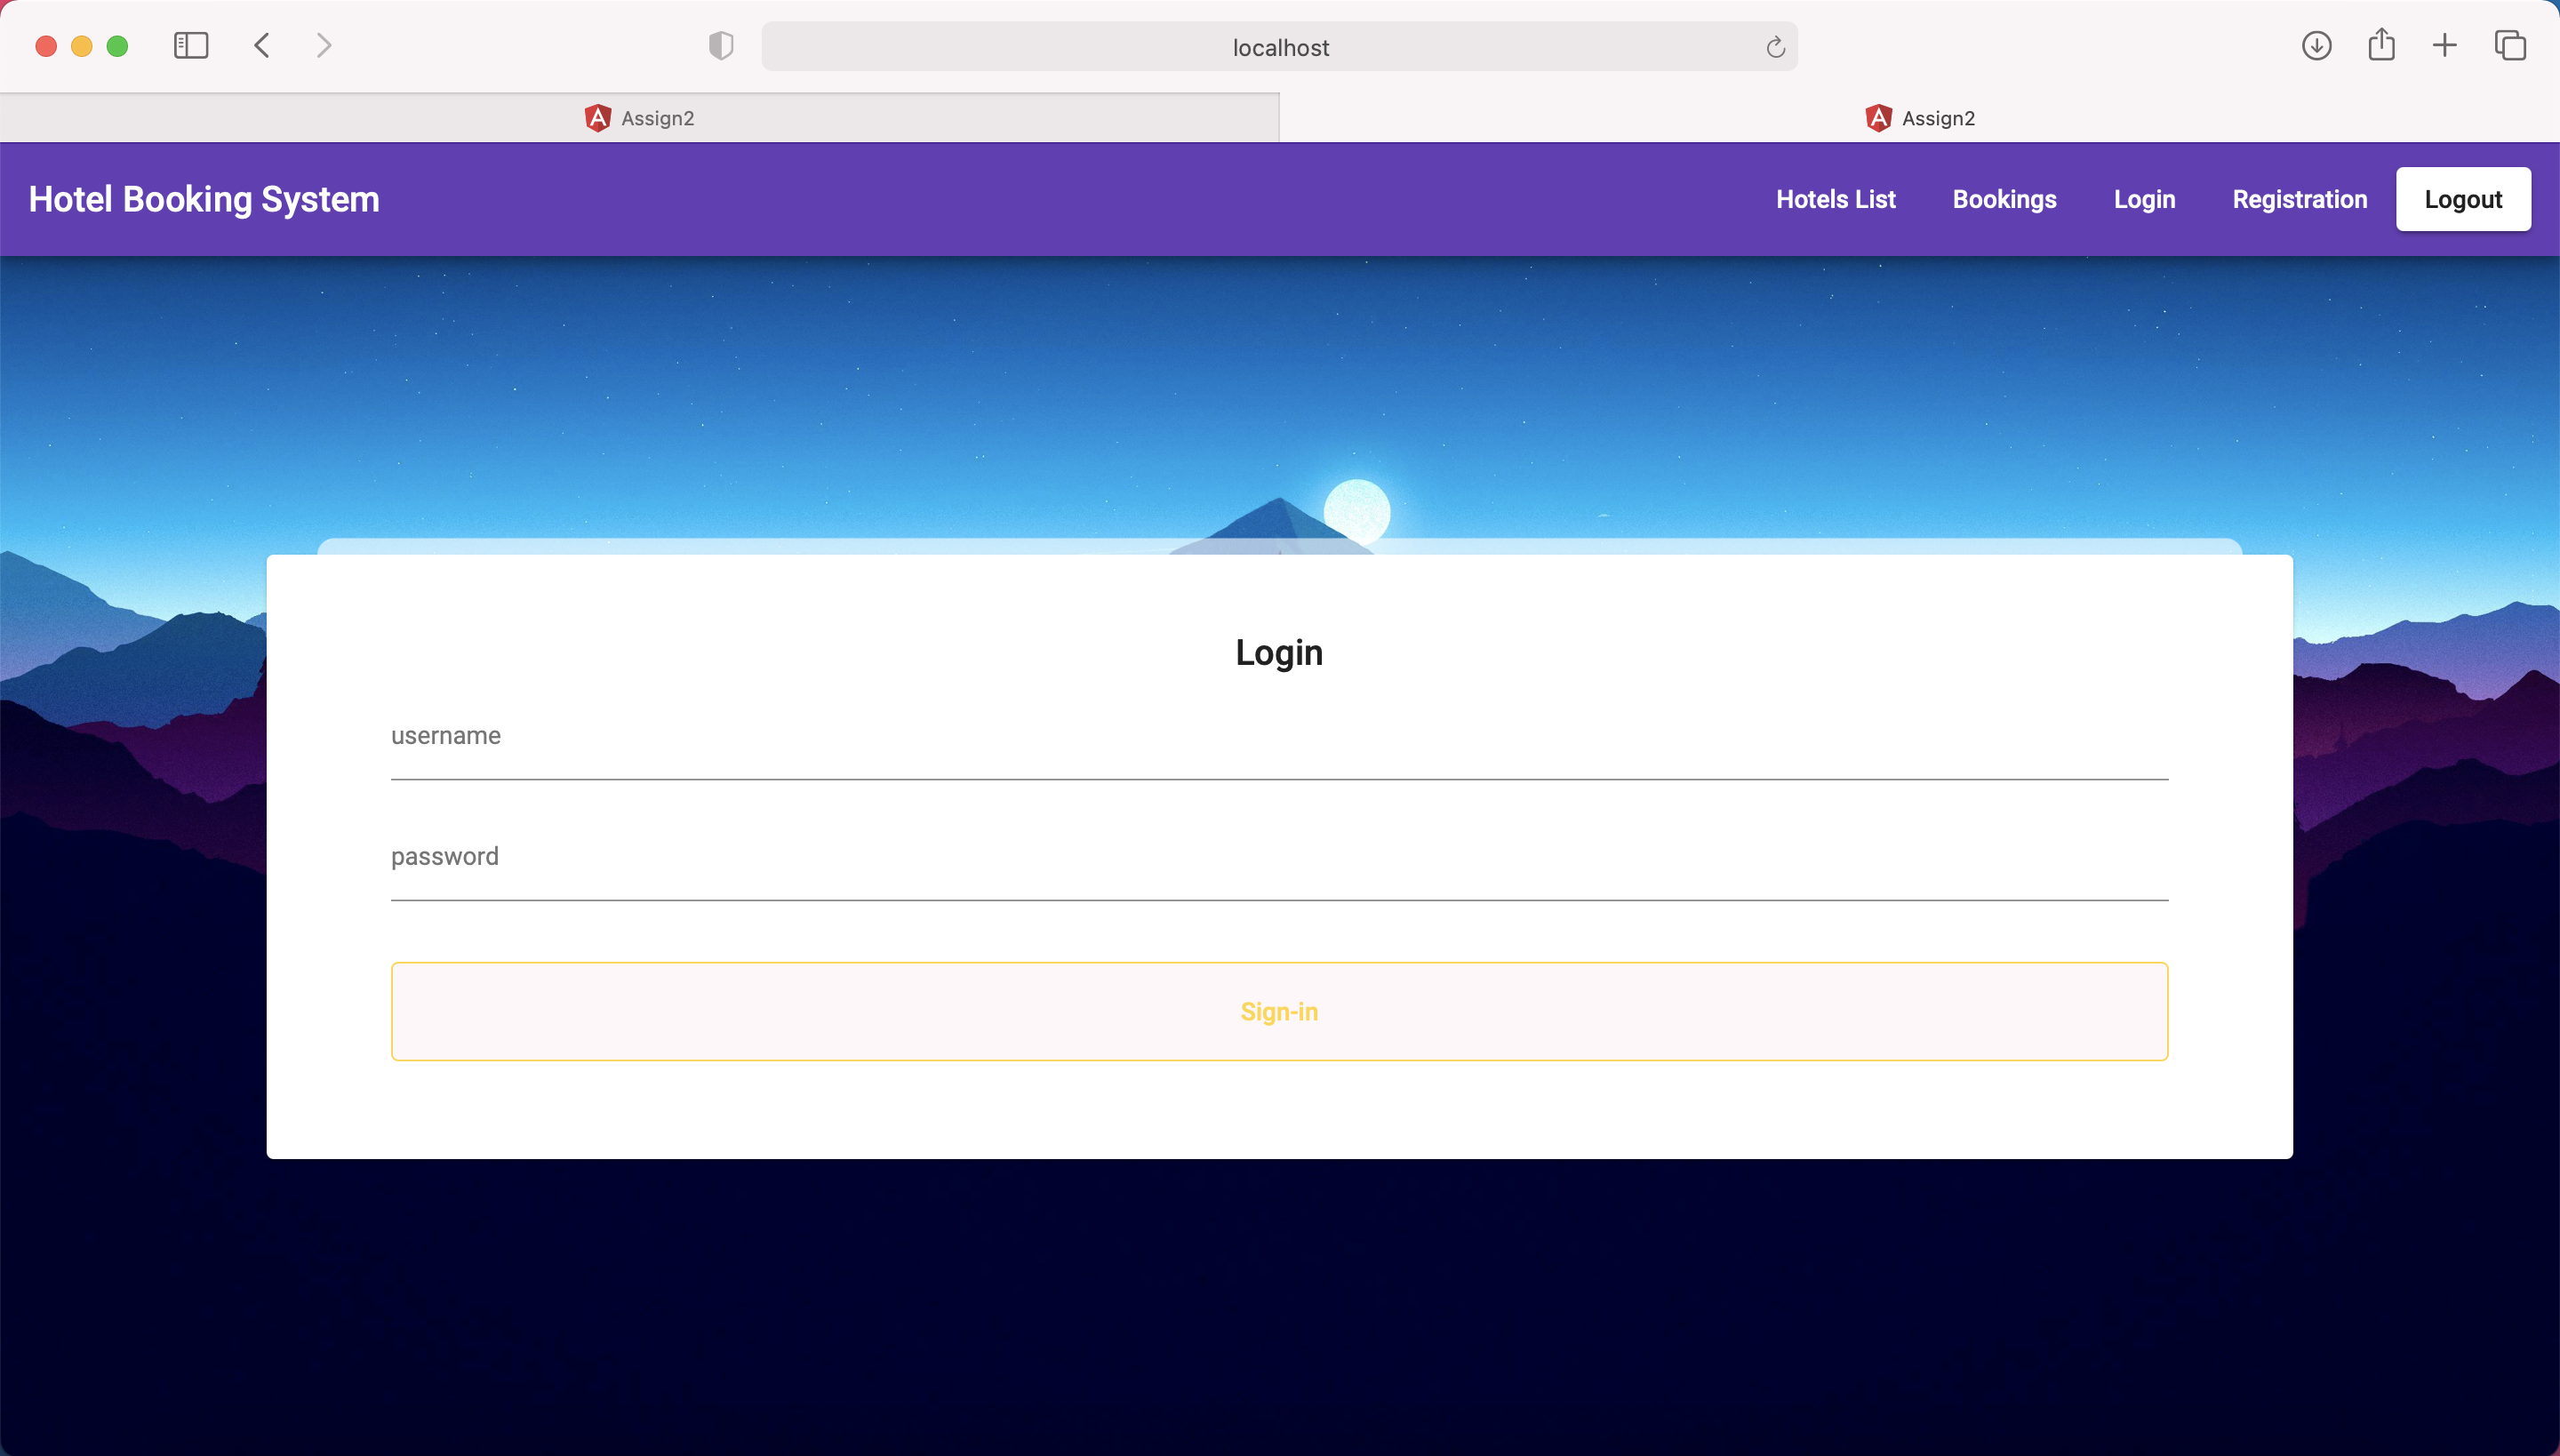 localhost
Assign2
Assign2
Hotel Booking System
Hotels List
Bookings
Login
Registration
Logout
Login
username
password
Sign-in